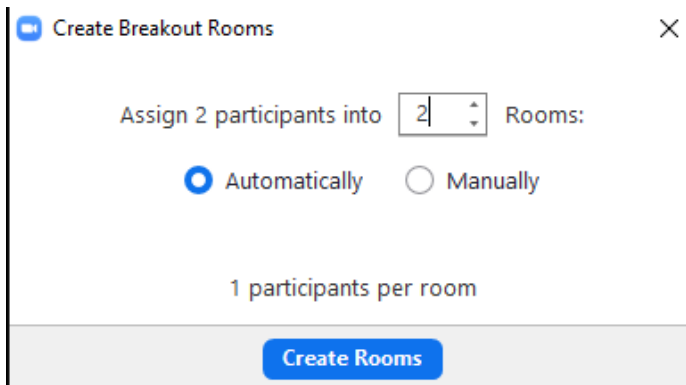 Create Breakout Rooms
Assign 2 participants into 2 Rooms:
Automatically Manually
1 participants per room
Create Rooms